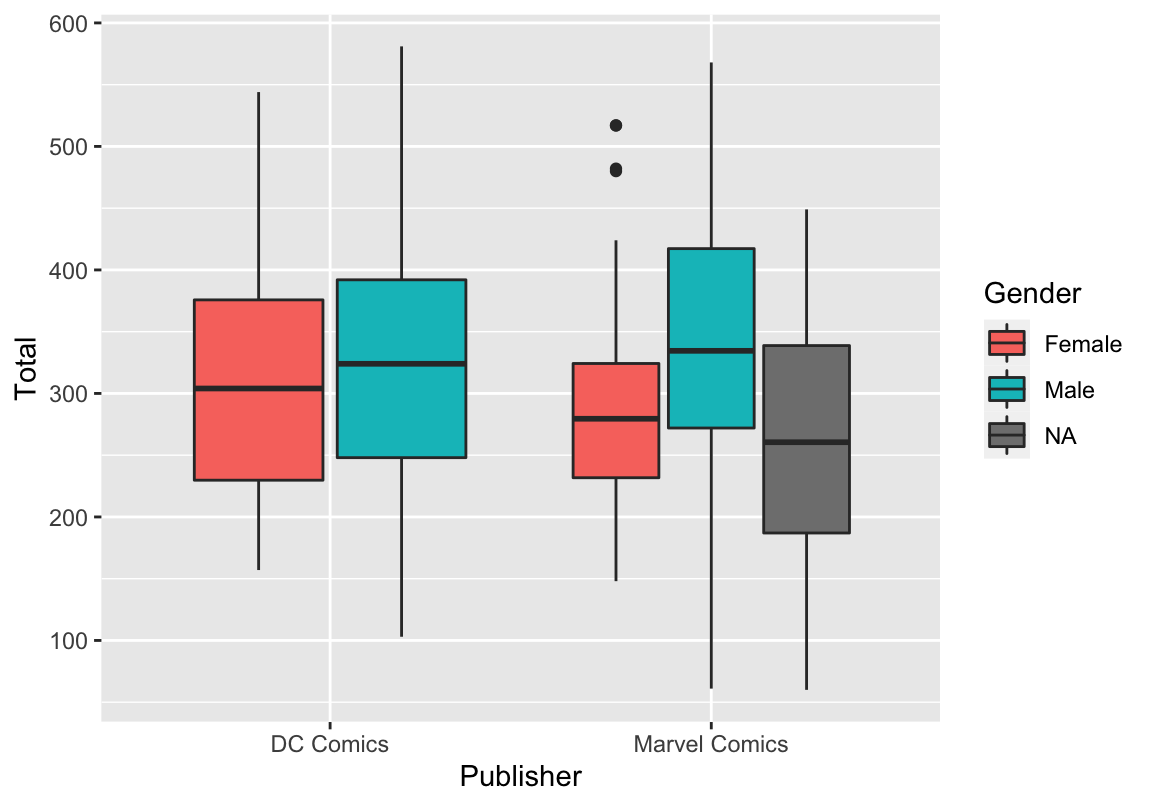 600
500
400
300
200
100
Total
DC Comics
Marvel Comics
Publisher
Gender
Female
Male
NA